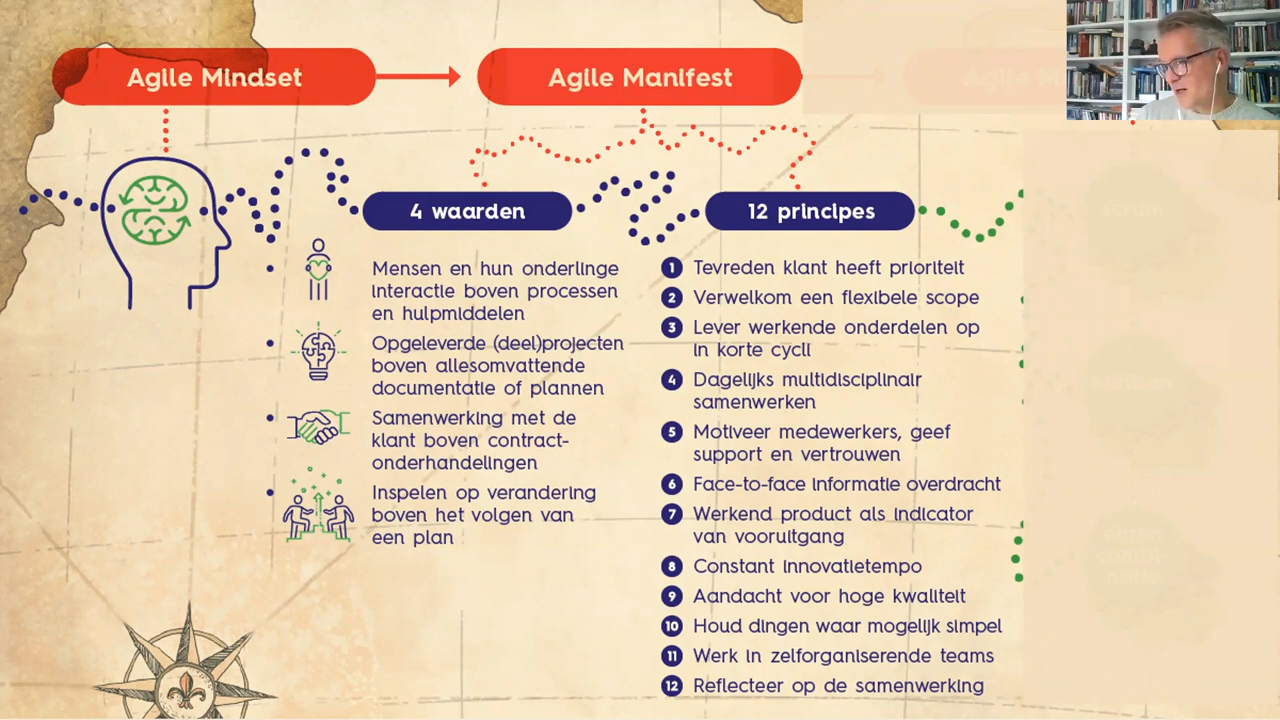 Agile Mindset
Agile Manifest
4 waarden
Mensen en hun onderlinge
interactie boven processen
en hulpmiddelen
Opgeleverde (deel)projecten
boven allesomvattende
documentatie of plannen
Samenwerking met de
klant boven contract-
onderhandelingen
Inspelen op verandering
boven het volgen van
een plan
12 principes
1 Tevreden klant heeft prioriteit
2 Verwelkom een flexibele scope
3 Lever werkende onderdelen op
in korte cycli
4 Dagelijks multidisciplinair
samenwerken
5 Motiveer medewerkers, geef
support en vertrouwen
6 Face-to-face informatie overdracht
7 Werkend product als indicator
van vooruitgang
8 Constant innovatietempo
9 Aandacht voor hoge kwaliteit
10 Houd dingen waar mogelijk simpel
11 Werk in zelforganiserende teams
12 Reflecteer op de samenwerking